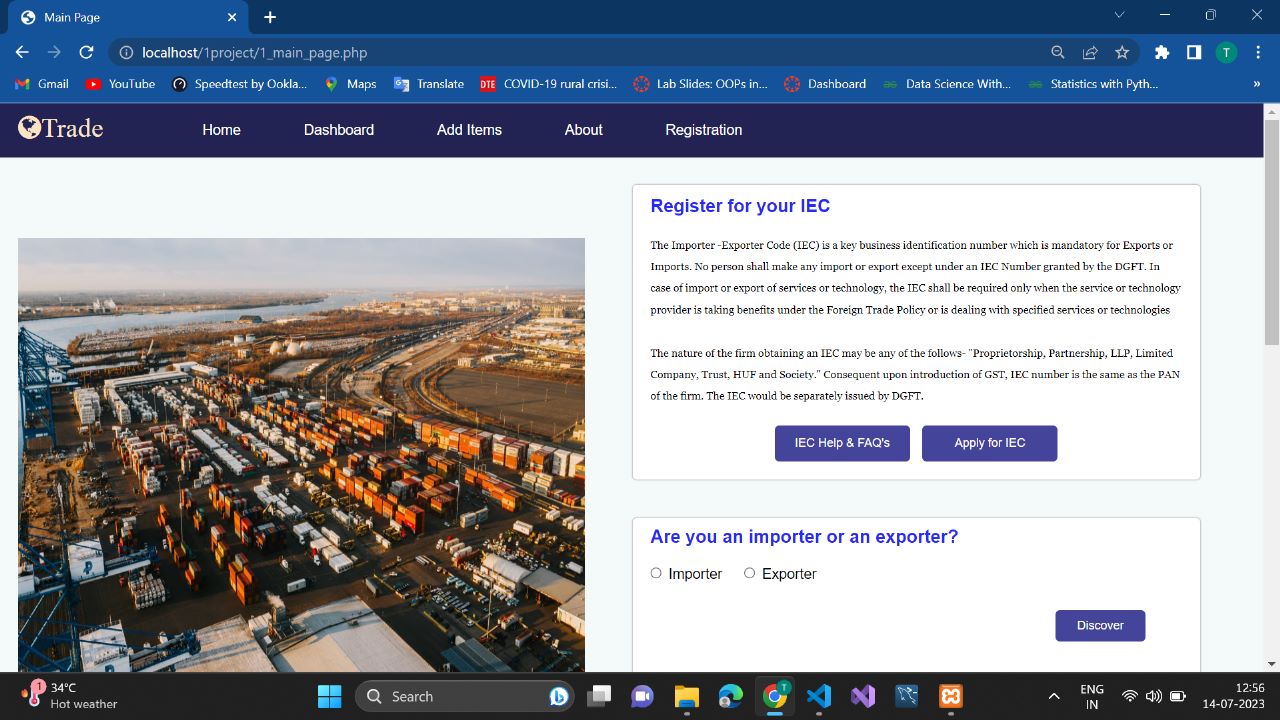 Main Page
localhost/1project/1_main_page.php
T
Gmail
YouTube
Speedtest by Ookla...
Maps
Translate
DTE
COVID-19 rural crisi...
Lab Slides: OOPs in...
Dashboard
Data Science With...
Statistics with Pyth...
»
Trade
Home
Dashboard
Add Items
About
Registration
Register for your IEC
The Importer -Exporter Code (IEC) is a key business identification number which is mandatory for Exports or
Imports. No person shall make any import or export except under an IEC Number granted by the DGFT. In
case of import or export of services or technology, the IEC shall be required only when the service or technology
provider is taking benefits under the Foreign Trade Policy or is dealing with specified services or technologies
The nature of the firm obtaining an IEC may be any of the follows- "Proprietorship, Partnership, LLP, Limited
Company, Trust, HUF and Society." Consequent upon introduction of GST, IEC number is the same as the PAN
of the firm. The IEC would be separately issued by DGFT.
IEC Help & FAQ's
Apply for IEC
Are you an importer or an exporter?
Importer
Exporter
Discover
1
34°C
Hot weather
Search
T
ENG
IN
12:56
14-07-2023